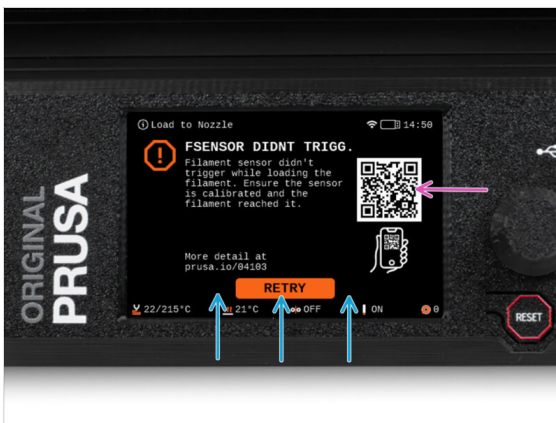 ORIGINAL
PRUSA
Load to Nozzle
14:50
FSENSOR DIDNT TRIGG.
Filament sensor didn't
trigger while loading the
filament. Ensure the sensor
is calibrated and the
filament reached it.
More detail at
prusa.io/04103
RETRY
22/215°C 21°C OFF ON 0
RESET